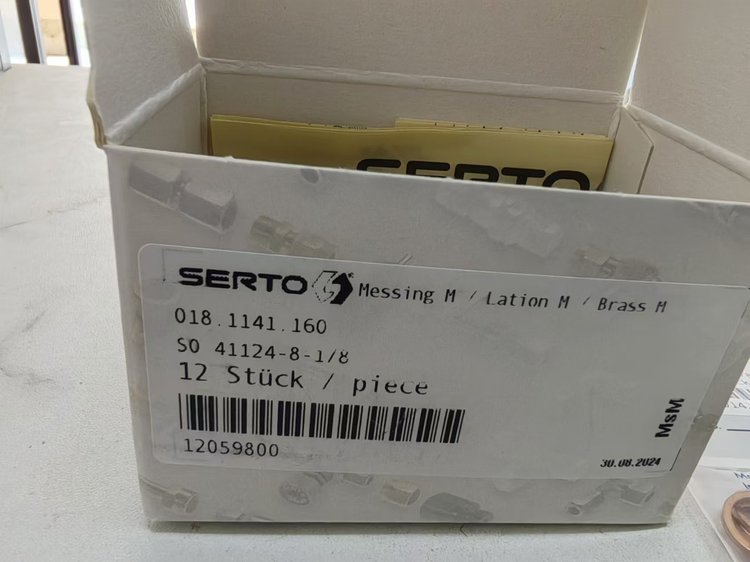 SERTO
SERTO Messing M / Lation M / Brass M
018.1141.160
SO 41124-8-1/8
12 Stück / piece
12059800
30.08.2024
MsM